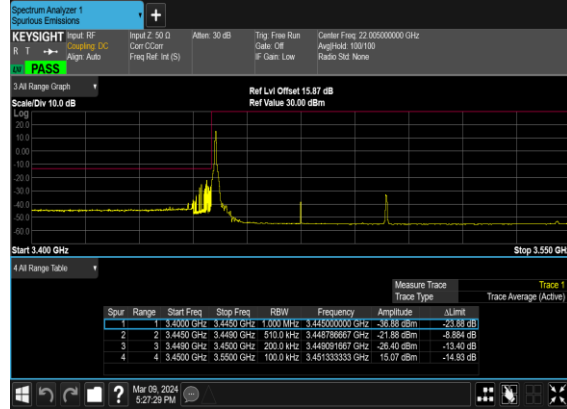 Spectrum Analyzer 1
Spurious Emissions
+
KEYSIGHT Input: RF Input Z: 50 Ω Atten: 30 dB Trig: Free Run Center Freq: 22.005000000 GHz
R T Coupling: DC Corr CCorr Gate: Off Avg|Hold: 100/100
Align: Auto Freq Ref: Int (S) IF Gain: Low Radio Std: None
PASS
3 All Range Graph
Ref Lvl Offset 15.87 dB
Scale/Div 10.0 dB Ref Value 30.00 dBm
Log
20.0
10.0
0.00
-10.0
-20.0
-30.0
-40.0
-50.0
-60.0
Start 3.400 GHz Stop 3.550 GHz
4 All Range Table
Measure Trace Trace 1
Trace Type Trace Average (Active)
Spur Range Start Freq Stop Freq RBW Frequency Amplitude ΔLimit
1 1 3.4000 GHz 3.4450 GHz 1.000 MHz 3.445000000 GHz -36.88 dBm -23.88 dB
2 2 3.4450 GHz 3.4490 GHz 510.0 kHz 3.448786667 GHz -21.88 dBm -8.884 dB
3 3 3.4490 GHz 3.4500 GHz 200.0 kHz 3.449091667 GHz -26.40 dBm -13.40 dB
4 4 3.4500 GHz 3.5500 GHz 100.0 kHz 3.451333333 GHz 15.07 dBm -14.93 dB
? Mar 09, 2024
5:27:29 PM